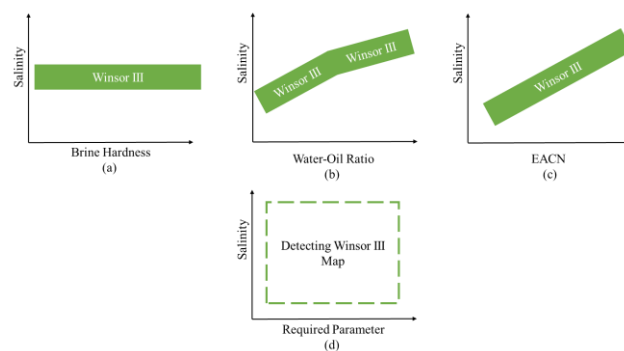 Salinity
Winsor III
Brine Hardness
(a)
Salinity
Winsor III
Winsor III
Water-Oil Ratio
(b)
Salinity
Winsor III
EACN
(c)
Salinity
Detecting Winsor III
Map
Required Parameter
(d)